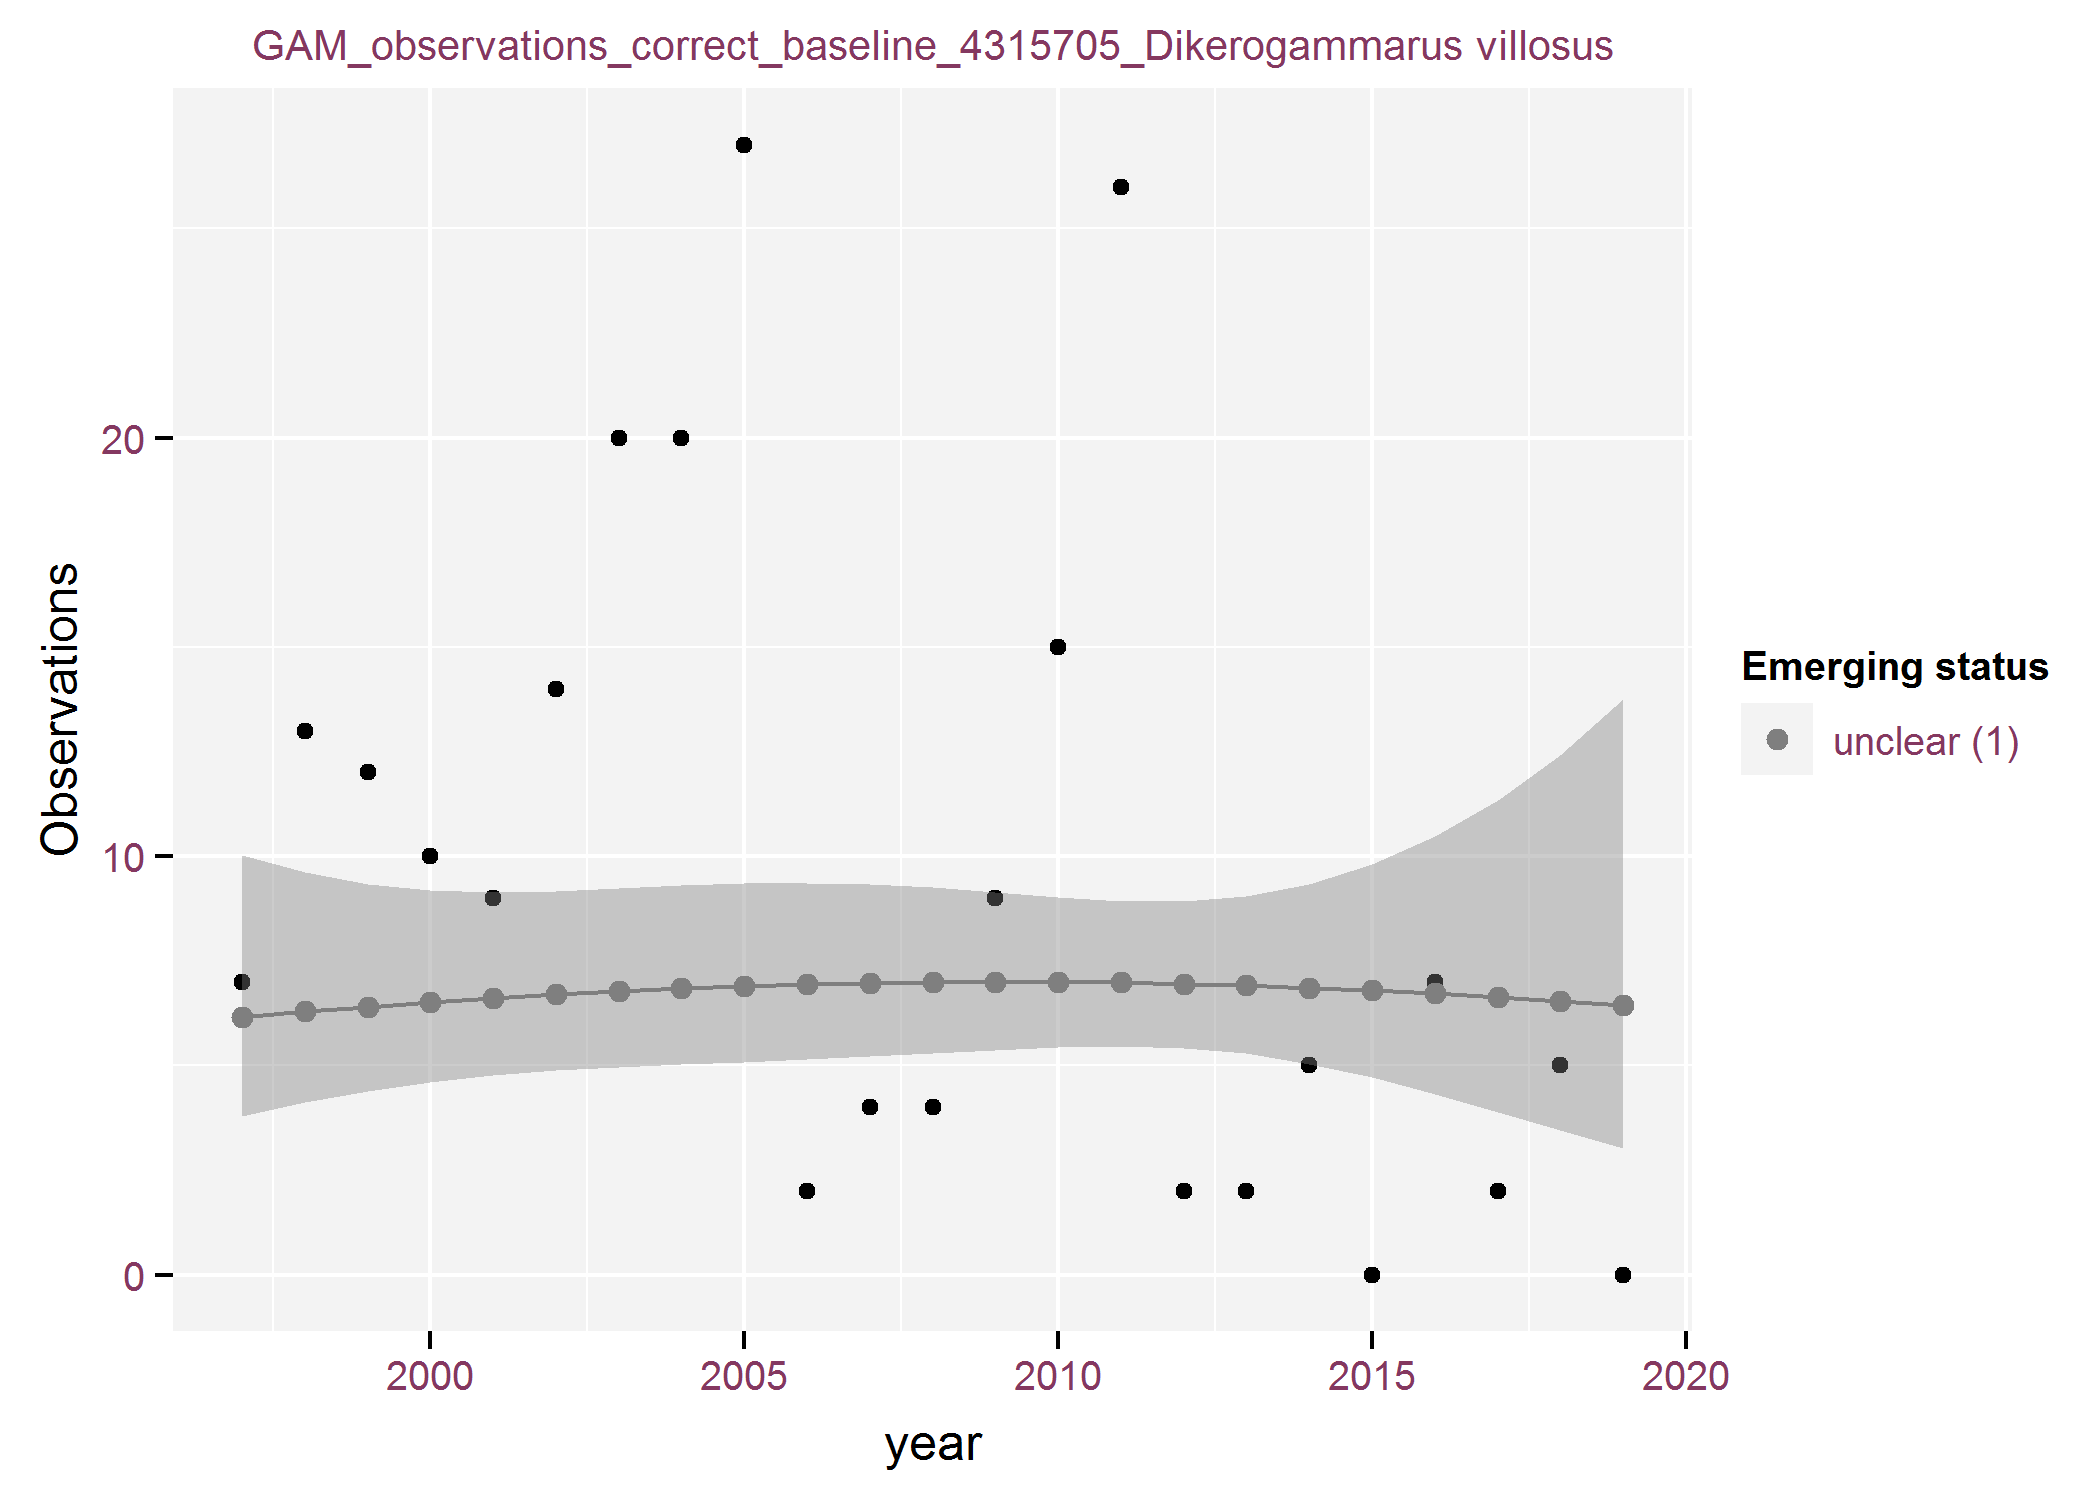 GAM_observations_correct_baseline_4315705_Dikerogammarus villosus
Observations
20
10
0
2000 2005 2010 2015 2020
year
Emerging status
unclear (1)